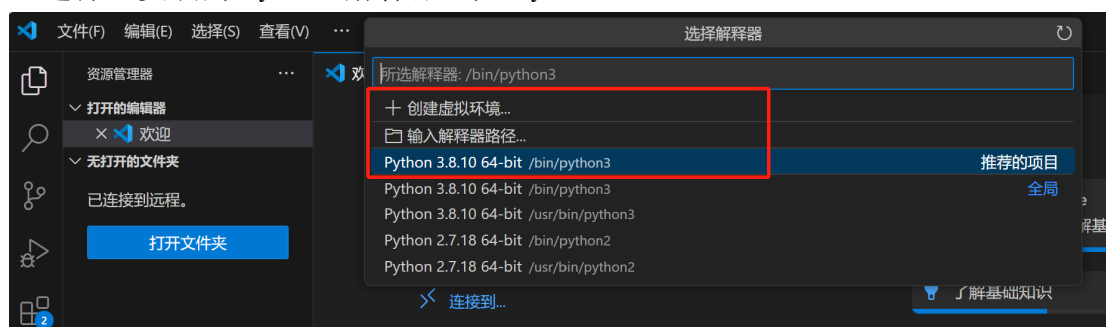 文件(F) 编辑(E) 选择(S) 查看(V) ··· 选择解释器
资源管理器 ···
所选解释器: /bin/python3
打开的编辑器
创建虚拟环境...
欢迎
输入解释器路径...
无打开的文件夹
Python 3.8.10 64-bit /bin/python3 推荐的项目
已连接到远程。
Python 3.8.10 64-bit /bin/python3 全局
Python 3.8.10 64-bit /usr/bin/python3
打开文件夹
Python 2.7.18 64-bit /bin/python2
Python 2.7.18 64-bit /usr/bin/python2
连接到...
了解基础知识
2